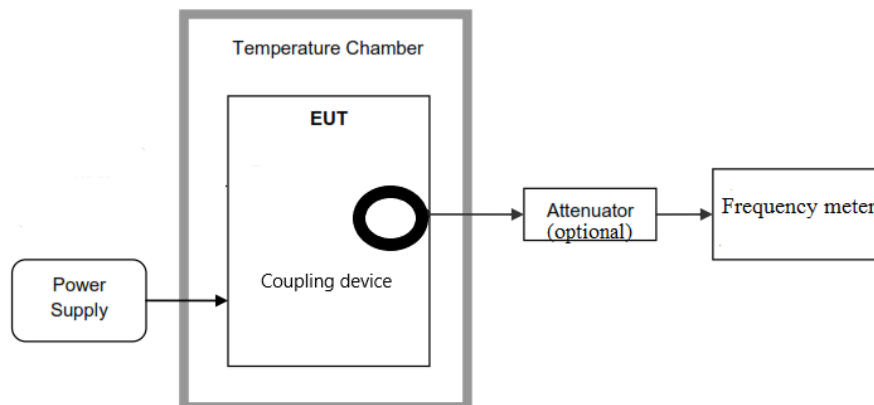 Temperature Chamber
EUT
Coupling device
Power
Supply
Attenuator
(optional)
Frequency meter